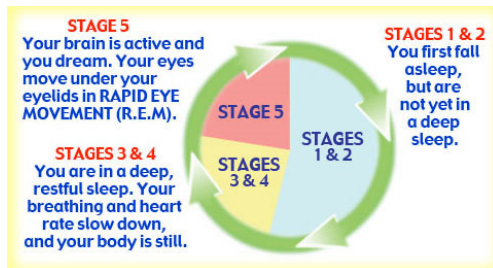 STAGE 5
Your brain is active and
you dream. Your eyes
move under your
eyelids in RAPID EYE
MOVEMENT (R.E.M).
STAGES 1 & 2
You first fall
asleep,
but are
not yet in
a deep
sleep.
STAGES 3 & 4
You are in a deep,
restful sleep. Your
breathing and heart
rate slow down,
and your body is still.
STAGE 5
STAGES
1 & 2
STAGES
3 & 4